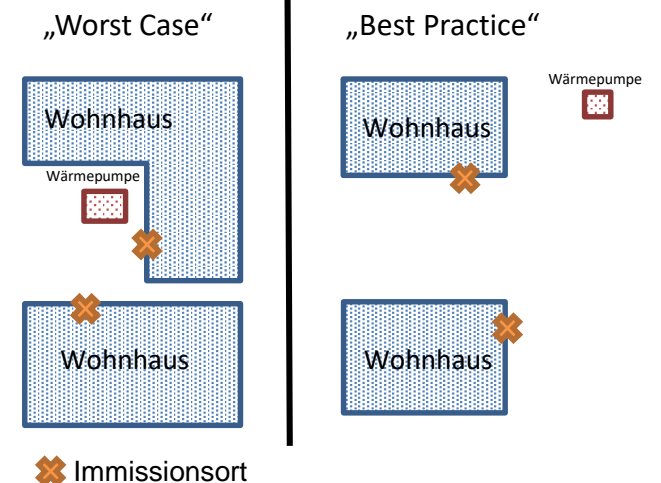 „Worst Case“
Wohnhaus
Wärmepumpe
Wohnhaus
„Best Practice“
Wärmepumpe
Wohnhaus
Wohnhaus
Immissionsort